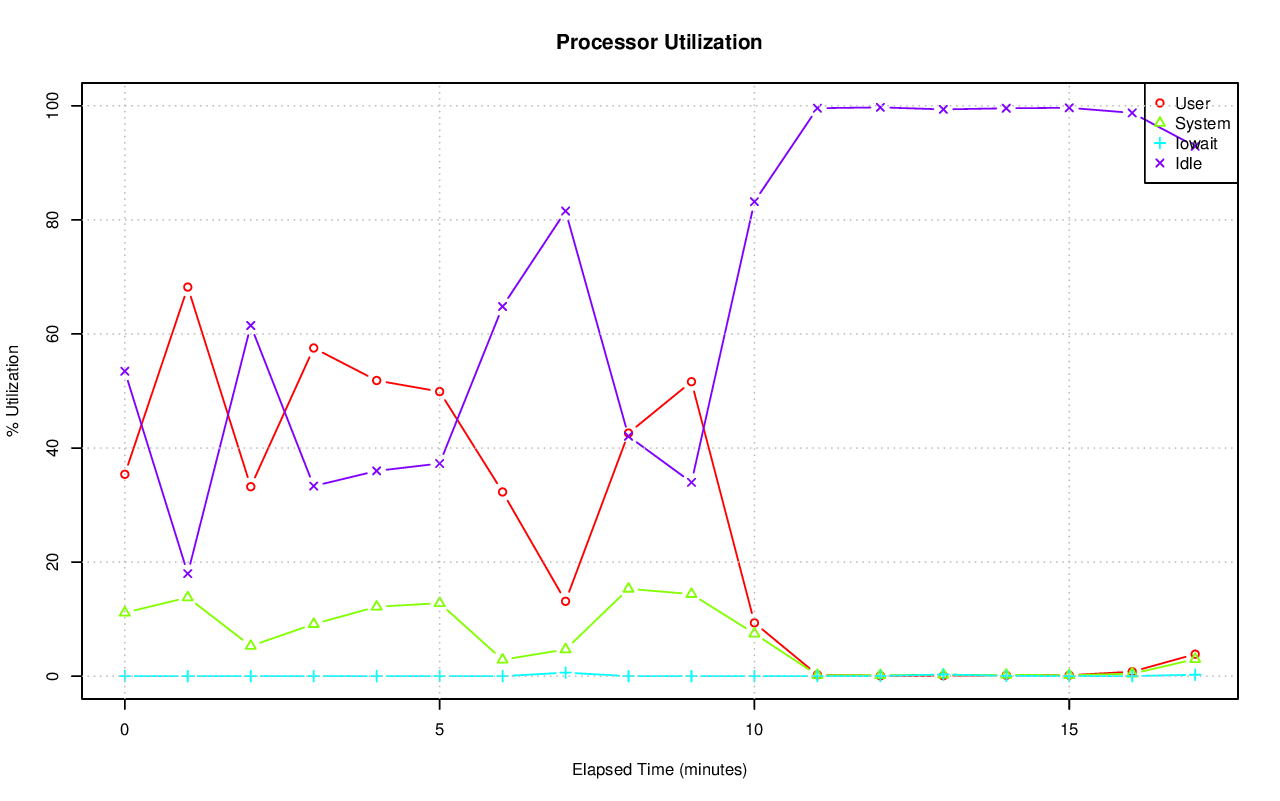 Processor Utilization
% Utilization
100
80
60
40
20
0
User
System
Iowait
Idle
0 5 10 15
Elapsed Time (minutes)